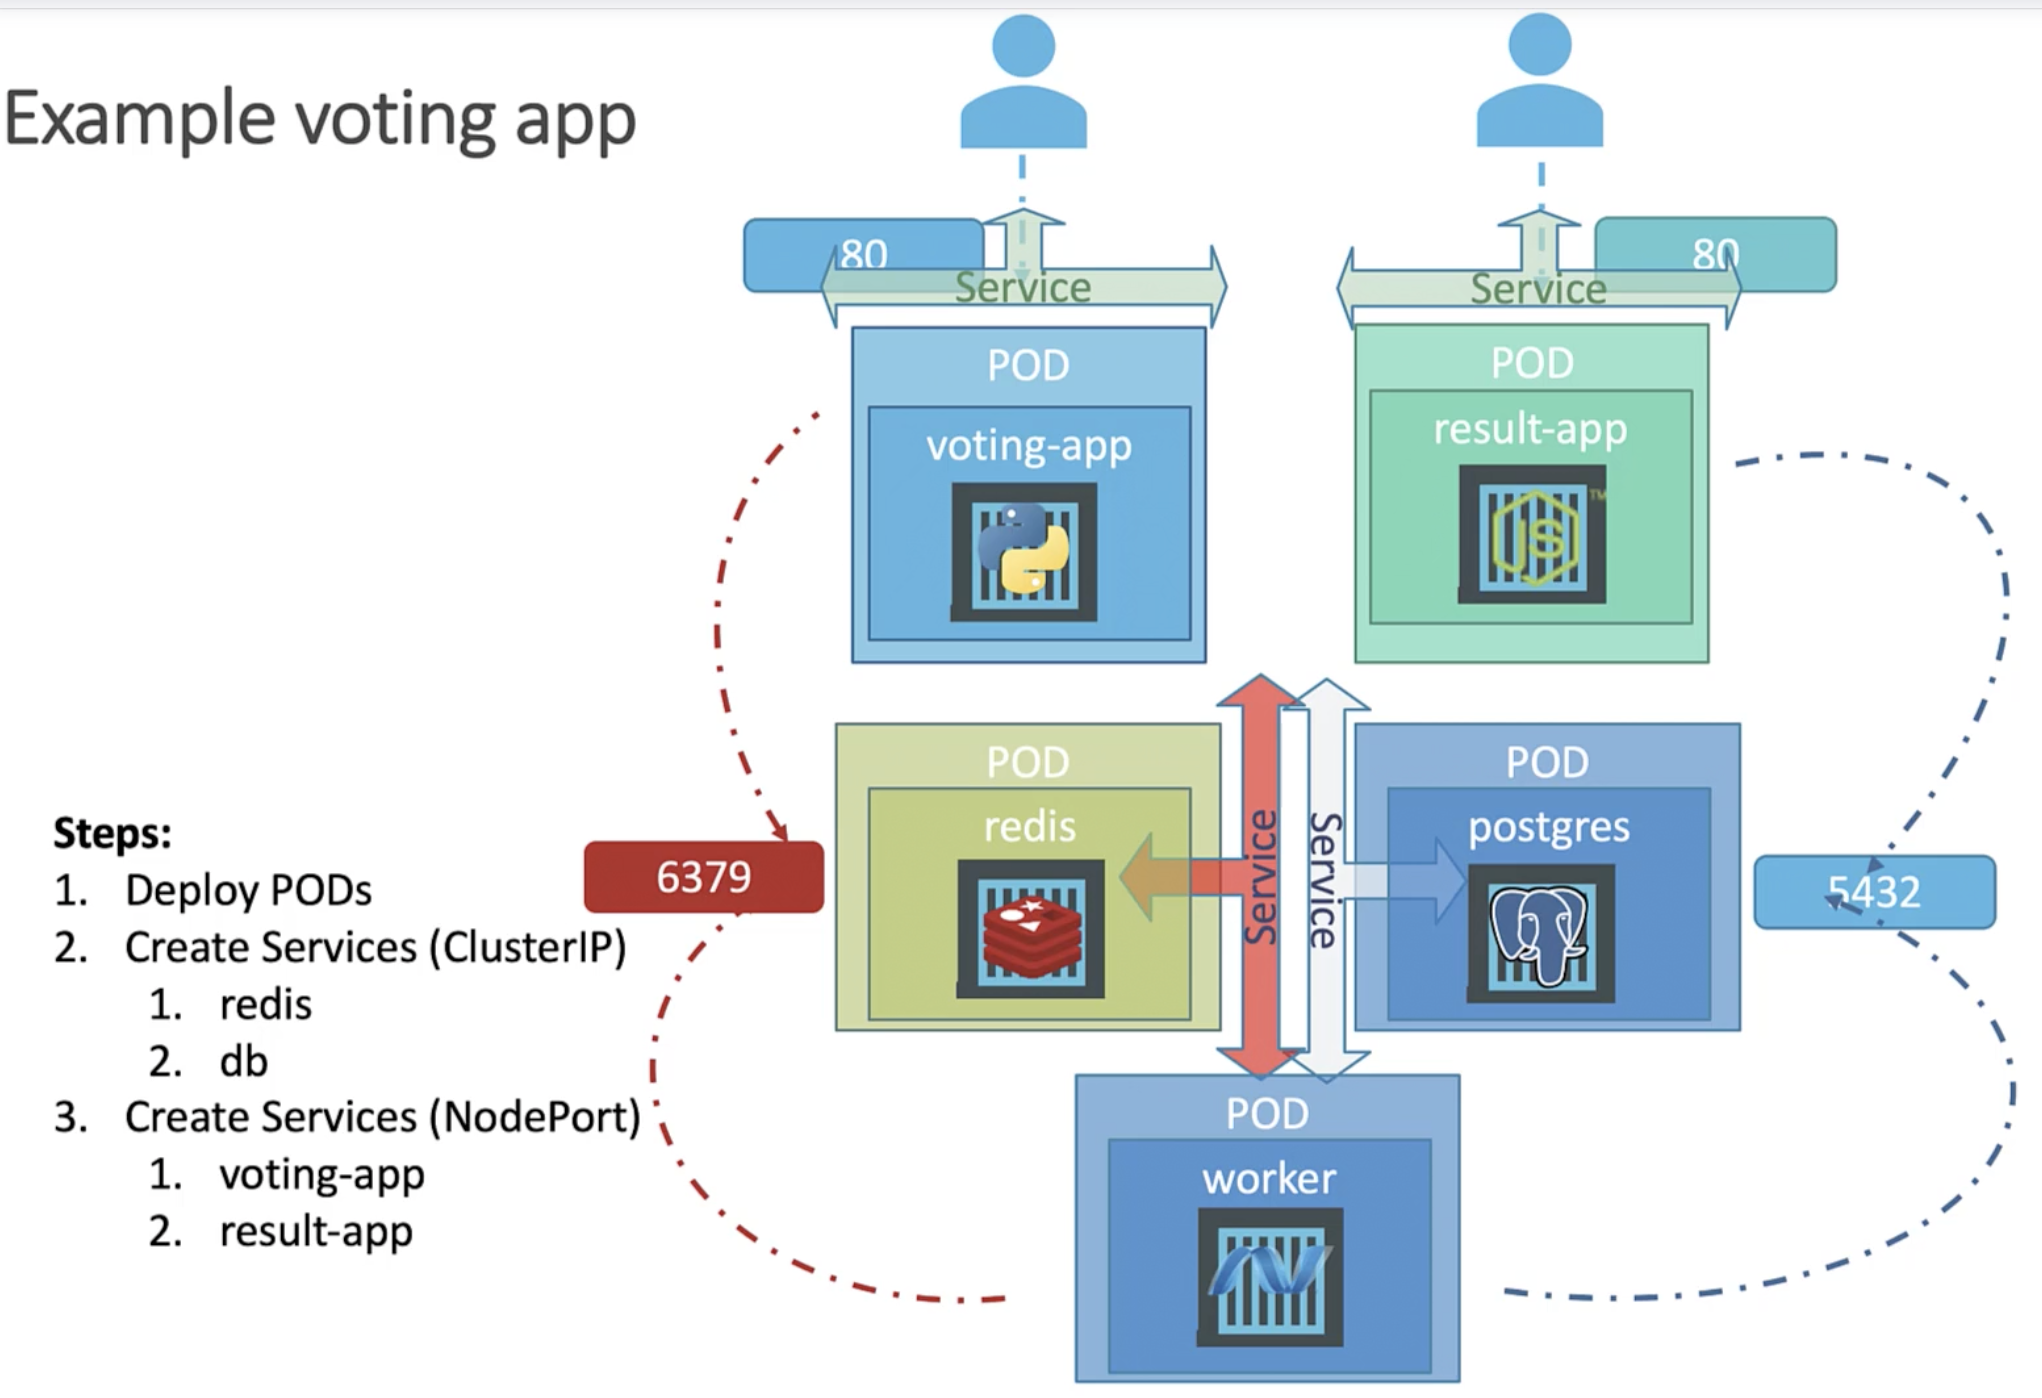 Example voting app
80
Service
80
Service
POD
voting-app
POD
result-app
JS
TM
POD
redis
6379
Service
Service
POD
postgres
5432
POD
worker
Steps:
1. Deploy PODs
2. Create Services (ClusterIP)
1. redis
2. db
3. Create Services (NodePort)
1. voting-app
2. result-app